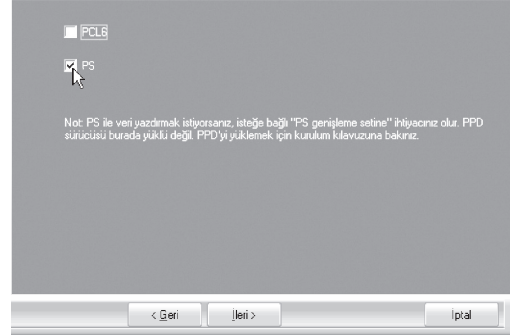 PCL6
PS
Not: PS ile veri yazdırmak istiyorsanız, isteğe bağlı "PS genişleme setine" ihtiyacınız olur. PPD
sürücüsü burada yüklü değil. PPD'yi yüklemek için kurulum kılavuzuna bakınız.
< Geri İleri > İptal